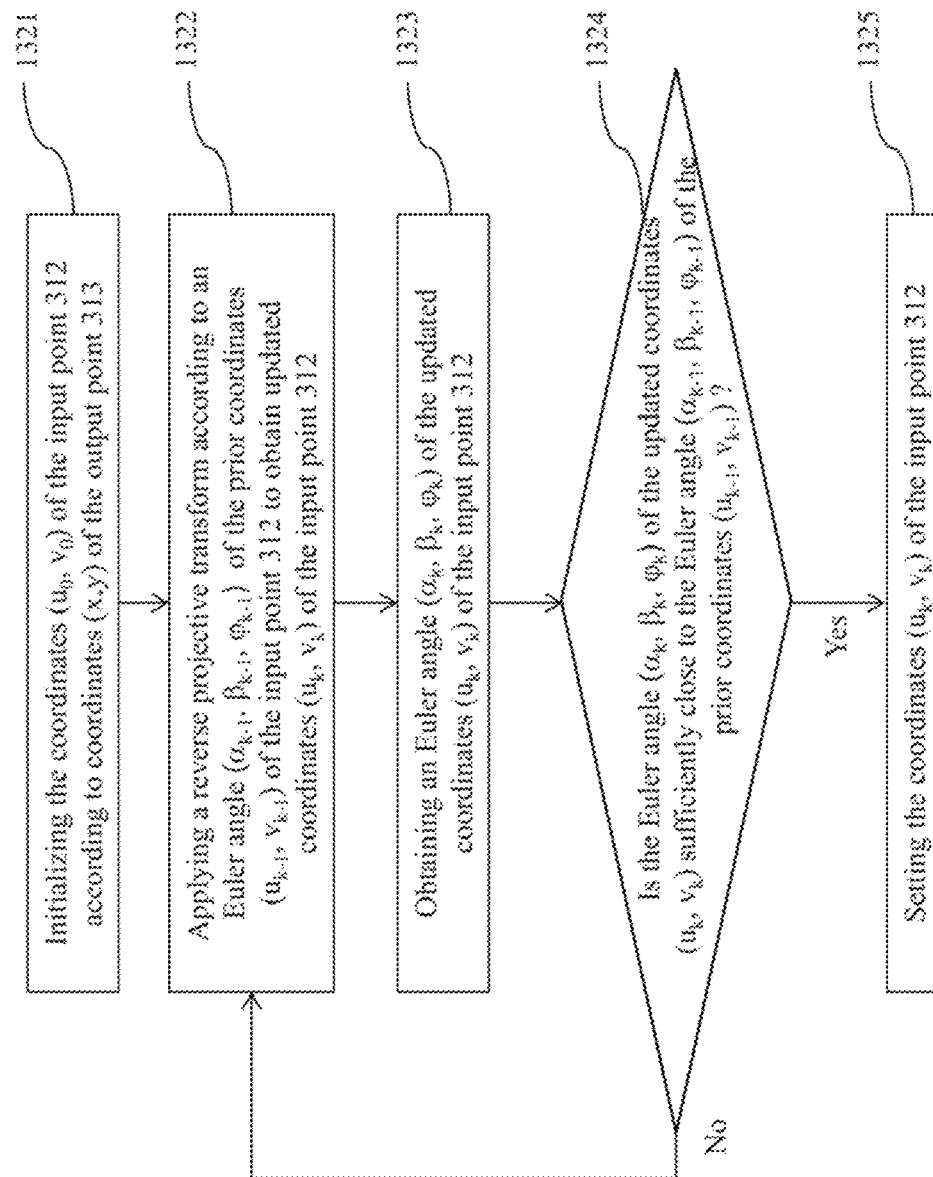 Initializing the coordinates (u₀, v₀) of the input point 312
according to coordinates (x,y) of the output point 313
1321
Applying a reverse projective transform according to an
Euler angle (αₖ₋₁, βₖ₋₁, φₖ₋₁) of the prior coordinates
(uₖ₋₁, vₖ₋₁) of the input point 312 to obtain updated
coordinates (uₖ, vₖ) of the input point 312
1322
Obtaining an Euler angle (αₖ, βₖ, φₖ) of the updated
coordinates (uₖ, vₖ) of the input point 312
1323
Is the Euler angle (αₖ, βₖ, φₖ) of the updated coordinates
(uₖ, vₖ) sufficiently close to the Euler angle (αₖ₋₁, βₖ₋₁, φₖ₋₁) of the
prior coordinates (uₖ₋₁, vₖ₋₁)?
1324
No
Yes
Setting the coordinates (uₖ, vₖ) of the input point 312
1325